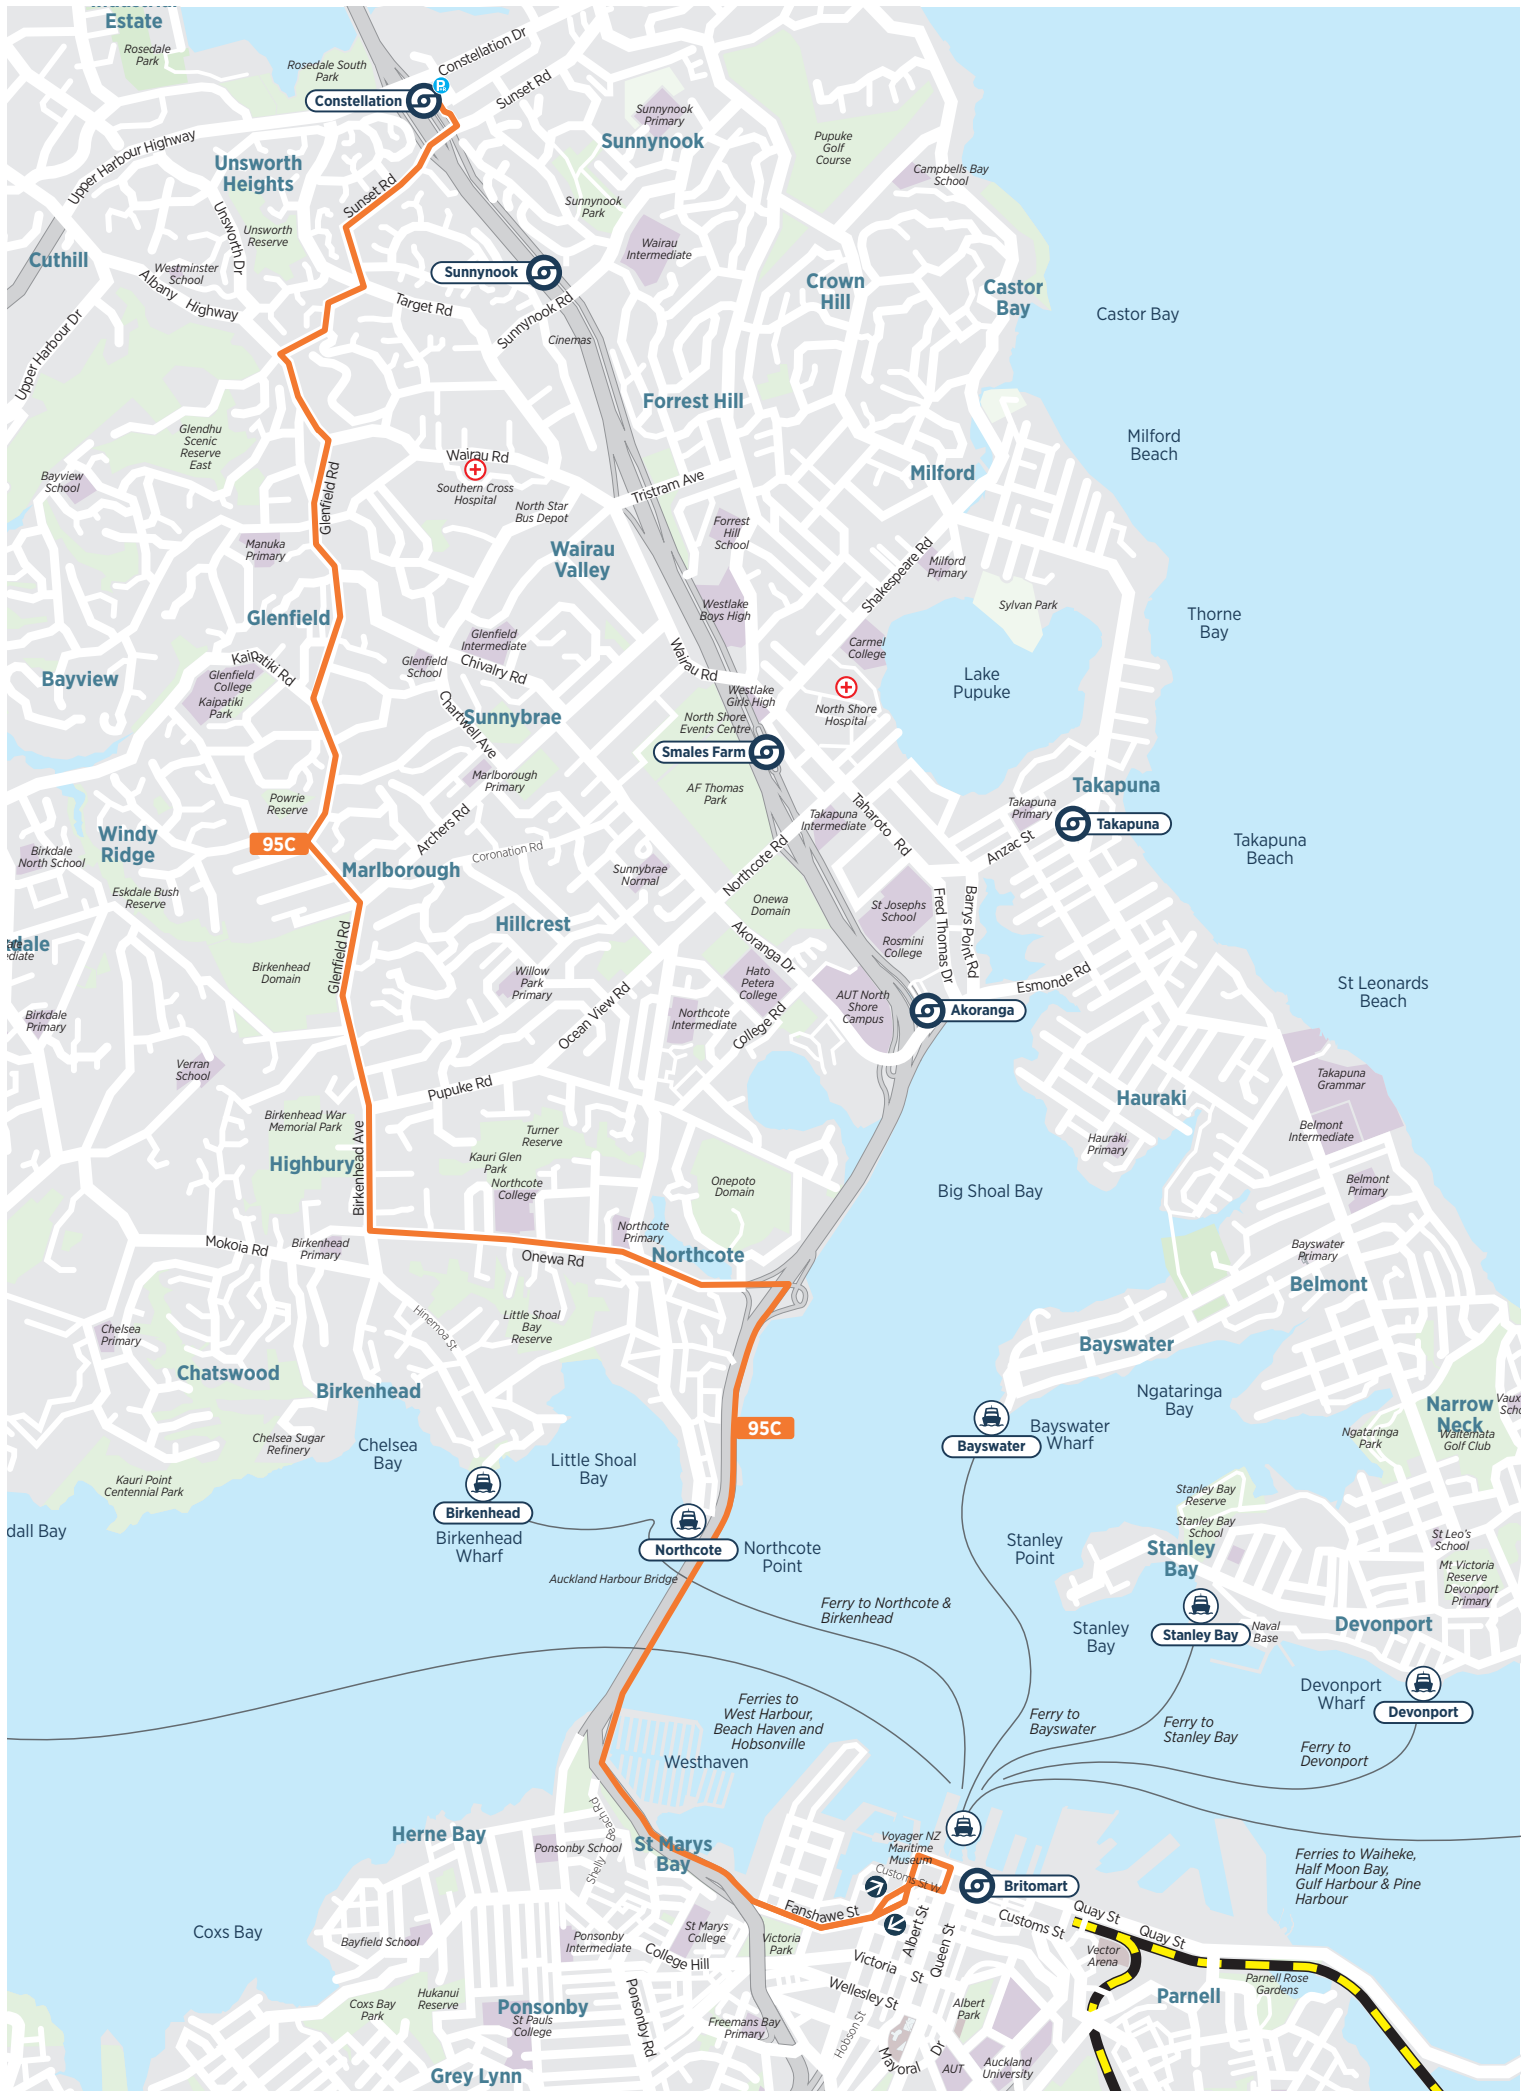 Estate
Rosedale
Park
Rosedale South
Park
Constellation Dr
Constellation
Sunset Rd
Sunnynook
Primary
Sunnynook
Pupuke
Golf
Course
Campbells Bay
School
Upper Harbour Highway
Unsworth
Heights
Sunset Rd
Sunnynook
Park
Unsworth Dr
Unsworth
Reserve
Wairau
Intermediate
Cuthill
Westminster
School
Sunnynook
Crown
Hill
Castor
Bay
Castor Bay
Albany Highway
Target Rd
Sunnynook Rd
Upper Harbour Dr
Cinemas
Forrest Hill
Glendhu
Scenic
Reserve
East
Milford
Beach
Bayview
School
Wairau Rd
Southern Cross
Hospital
Tristram Ave
Milford
Glenfield Rd
North Star
Bus Depot
Forrest
Hill
School
Manuka
Primary
Wairau
Valley
Shakespeare Rd
Milford
Primary
Westlake
Boys High
Sylvan Park
Thorne
Bay
Glenfield
Glenfield
Intermediate
Carmel
College
Kaipatiki Rd
Glenfield
School
Chivalry Rd
Wairau Rd
Bayview
Glenfield
College
Kaipatiki
Park
Lake
Pupuke
Westlake
Girls High
North Shore
Hospital
Chartwell Ave
Sunnybrae
North Shore
Events Centre
Smales Farm
Marlborough
Primary
AF Thomas
Park
Takapuna
Powrie
Reserve
Takapuna
Primary
Takapuna
Takapuna
Intermediate
Taharoto Rd
Archers Rd
Windy
Ridge
95C
Anzac St
Takapuna
Beach
Birkdale
North School
Coronation Rd
Marlborough
Sunnybrae
Normal
Northcote Rd
Eskdale Bush
Reserve
Onewa
Domain
St Josephs
School
Fred Thomas Dr
Barrys Point Rd
Hillcrest
Akoranga Dr
Rosmini
College
dale
diate
Glenfield Rd
Birkenhead
Domain
Willow
Park
Primary
Hato
Petera
College
Esmonde Rd
St Leonards
Beach
AUT North
Shore
Campus
Akoranga
Birkdale
Primary
Ocean View Rd
Northcote
Intermediate
College Rd
Verran
School
Pupuke Rd
Takapuna
Grammar
Hauraki
Birkenhead War
Memorial Park
Turner
Reserve
Belmont
Intermediate
Hauraki
Primary
Highbury
Birkenhead Ave
Kauri Glen
Park
Northcote
College
Onepoto
Domain
Big Shoal Bay
Belmont
Primary
Mokoia Rd
Birkenhead
Primary
Northcote
Primary
Onewa Rd
Northcote
Bayswater
Primary
Belmont
Chelsea
Primary
Hinemoa St
Little Shoal
Bay
Reserve
Bayswater
Chatswood
Birkenhead
Ngataringa
Bay
Narrow
Neck
Vaux
Scho
Bayswater
Bayswater
Wharf
95C
Ngataringa
Park
Waitemata
Golf Club
Chelsea Sugar
Refinery
Chelsea
Bay
Little Shoal
Bay
Kauri Point
Centennial Park
Stanley Bay
Reserve
Birkenhead
Birkenhead
Wharf
dall Bay
Stanley Bay
School
Stanley
Bay
St Leo's
School
Northcote
Northcote
Point
Stanley
Point
Mt Victoria
Reserve
Devonport
Primary
Auckland Harbour Bridge
Ferry to Northcote &
Birkenhead
Stanley
Bay
Stanley Bay
Naval
Base
Devonport
Devonport
Wharf
Devonport
Ferries to
West Harbour,
Beach Haven and
Hobsonville
Ferry to
Bayswater
Ferry to
Stanley Bay
Ferry to
Devonport
Westhaven
Herne Bay
Shelly Beach Rd
Ponsonby School
St Marys
Bay
Voyager NZ
Maritime
Museum
Customs St W
Britomart
Ferries to Waiheke,
Half Moon Bay,
Gulf Harbour & Pine
Harbour
Fanshawe St
Albert St
Queen St
Customs St
Quay St
Quay St
Coxs Bay
Bayfield School
Ponsonby
Intermediate
St Marys
College
College Hill
Victoria
Park
Victoria St
Vector
Arena
Parnell Rose
Gardens
Wellesley St
Parnell
Hukanui
Reserve
Coxs Bay
Park
Ponsonby
St Pauls
College
Ponsonby Rd
Freemans Bay
Primary
Hobson St
Albert
Park
Mayoral Dr
AUT
Auckland
University
Grey Lynn